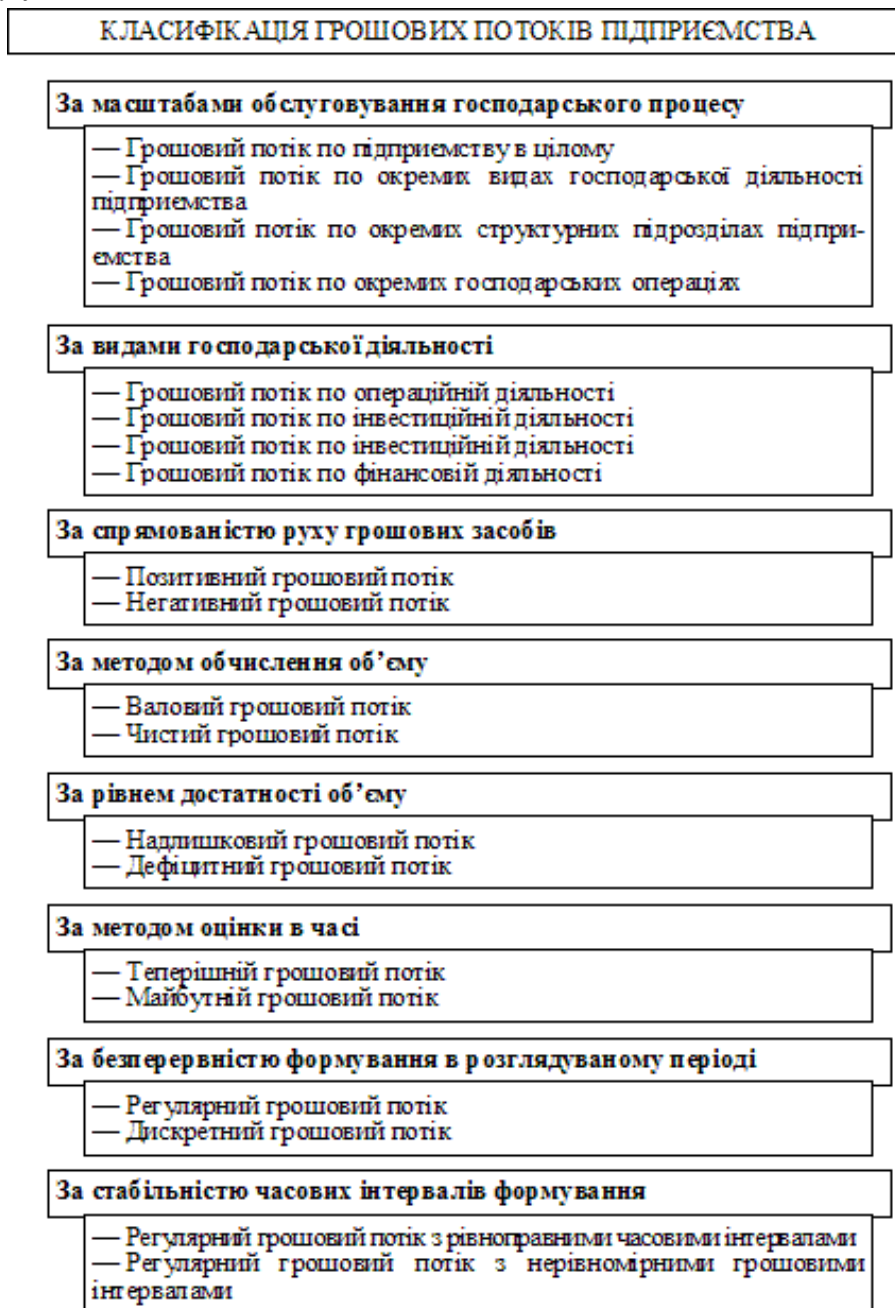 КЛАСИФІКАЦІЯ ГРОШОВИХ ПОТОКІВ ПІДПРИЄМСТВА
За масштабами обслуговування господарського процесу
— Грошовий потік по підприємству в цілому
— Грошовий потік по окремих видах господарської діяльності
підприємства
— Грошовий потік по окремих структурних підрозділах підпри-
ємства
— Грошовий потік по окремих господарських операціях
За видами господарської діяльності
— Грошовий потік по операційній діяльності
— Грошовий потік по інвестиційній діяльності
— Грошовий потік по інвестиційній діяльності
— Грошовий потік по фінансовій діяльності
За спрямованістю руху грошових засобів
— Позитивний грошовий потік
— Негативний грошовий потік
За методом обчислення об’єму
— Валовий грошовий потік
— Чистий грошовий потік
За рівнем достатності об’єму
— Надлишковий грошовий потік
— Дефіцитний грошовий потік
За методом оцінки в часі
— Теперішній грошовий потік
— Майбутній грошовий потік
За безперервністю формування в розглядуваному періоді
— Регулярний грошовий потік
— Дискретний грошовий потік
За стабільністю часових інтервалів формування
— Регулярний грошовий потік з рівноправними часовими інтервалами
— Регулярний грошовий потік з нерівномірними грошовими
інтервалами